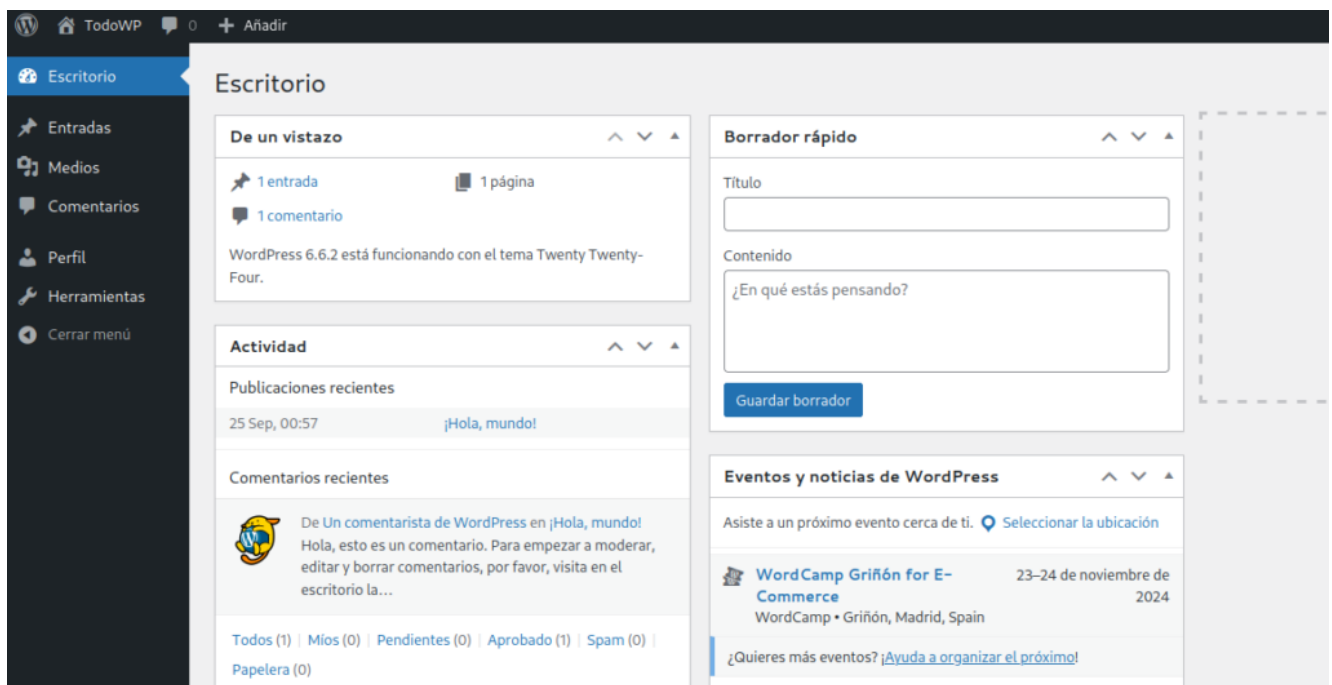 TodoWP 0 Añadir
Escritorio
Entradas
Medios
Comentarios
Perfil
Herramientas
Cerrar menú
Escritorio
De un vistazo
1 entrada 1 página
1 comentario
WordPress 6.6.2 está funcionando con el tema Twenty Twenty-
Four.
Actividad
Publicaciones recientes
25 Sep, 00:57 ¡Hola, mundo!
Comentarios recientes
De Un comentarista de WordPress en ¡Hola, mundo!
Hola, esto es un comentario. Para empezar a moderar,
editar y borrar comentarios, por favor, visita en el
escritorio la…
Todos (1) | Míos (0) | Pendientes (0) | Aprobado (1) | Spam (0) |
Papelera (0)
Borrador rápido
Título
Contenido
¿En qué estás pensando?
Guardar borrador
Eventos y noticias de WordPress
Asiste a un próximo evento cerca de ti. Seleccionar la ubicación
WordCamp Griñón for E- 23–24 de noviembre de
Commerce 2024
WordCamp • Griñón, Madrid, Spain
¿Quieres más eventos? ¡Ayuda a organizar el próximo!